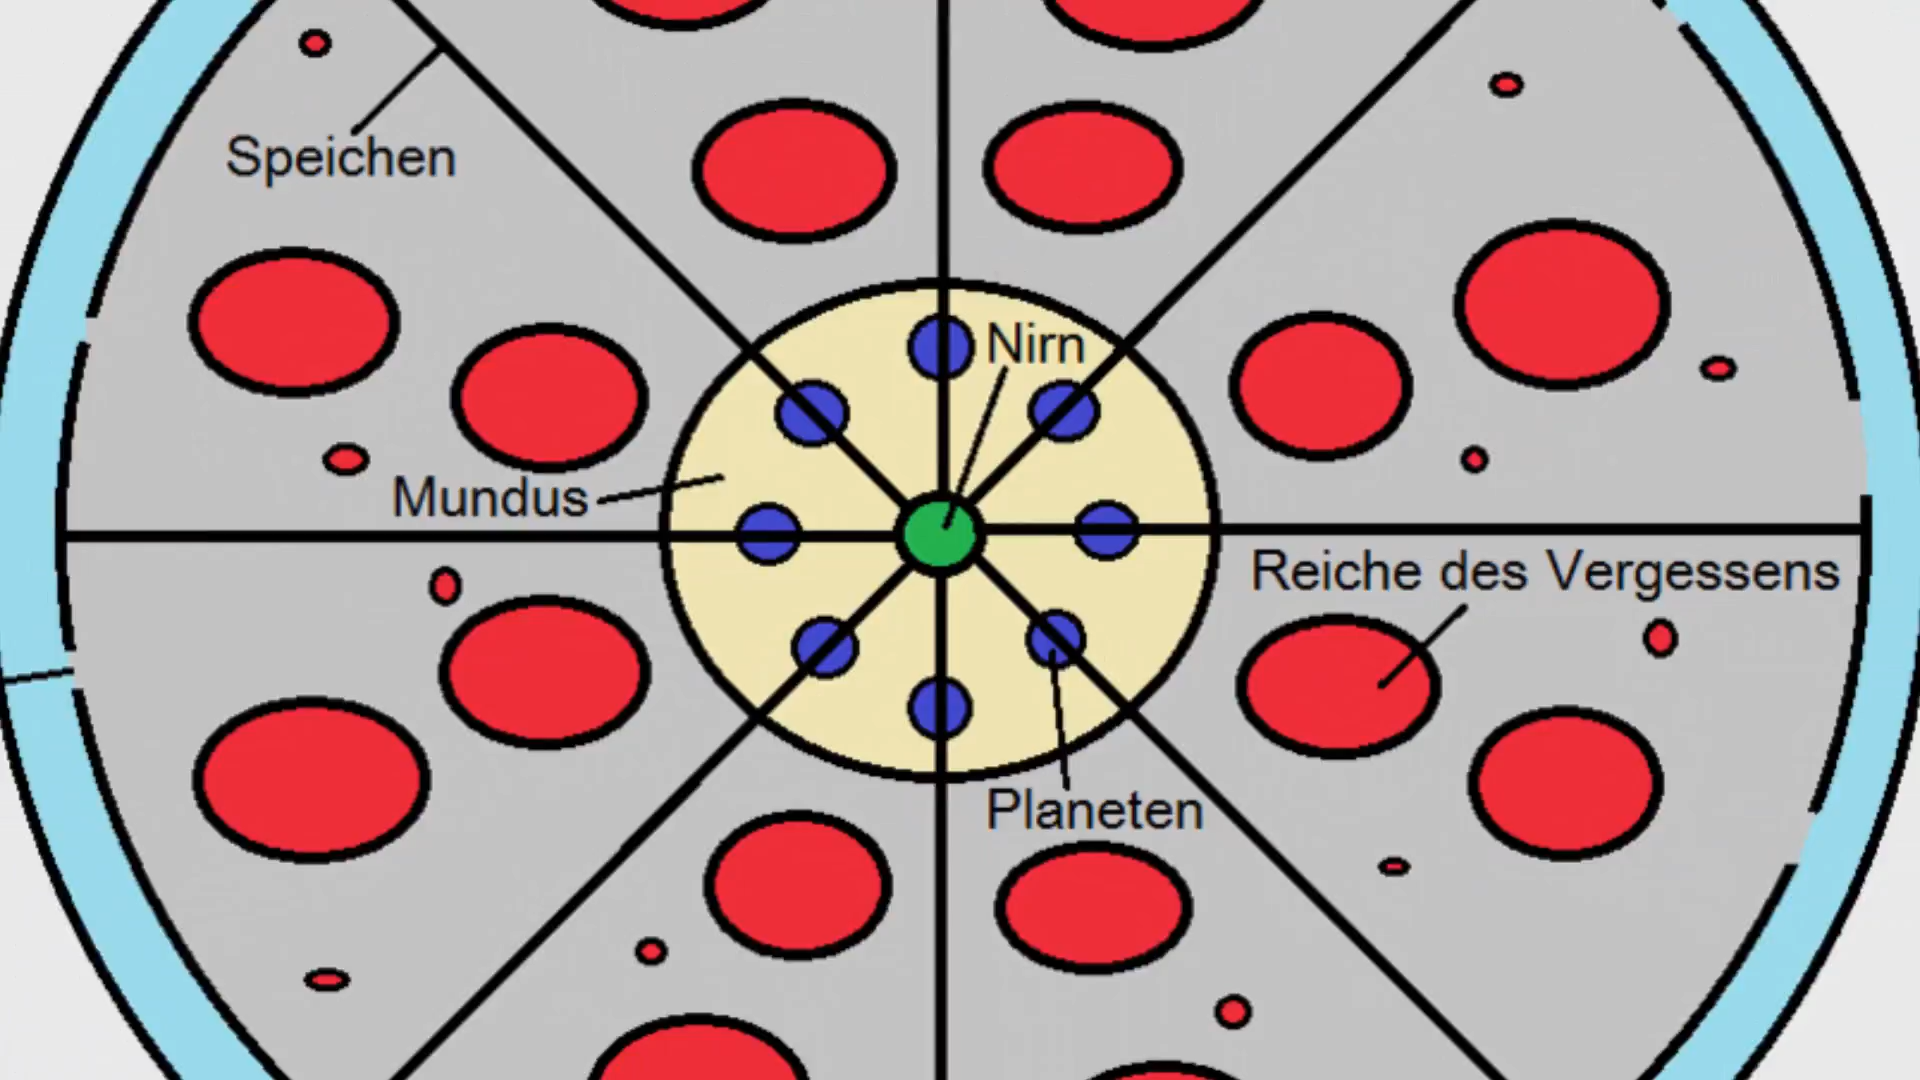 Speichen
Nirn
Mundus
Reiche des Vergessens
Planeten